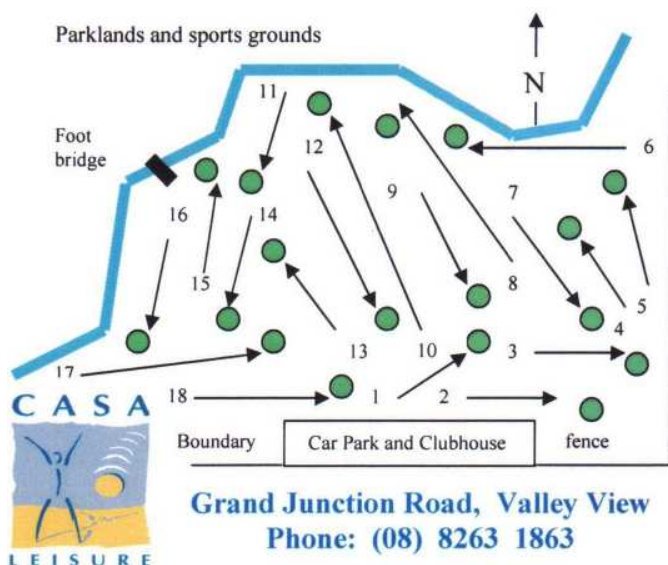 Parklands and sports grounds
N
11
Foot
bridge
12
6
9
7
16
14
15
8
5
13
10
3
4
17
18
1
2
CASA
Boundary
Car Park and Clubhouse
fence
Grand Junction Road, Valley View
Phone: (08) 8263 1863
LEISURE